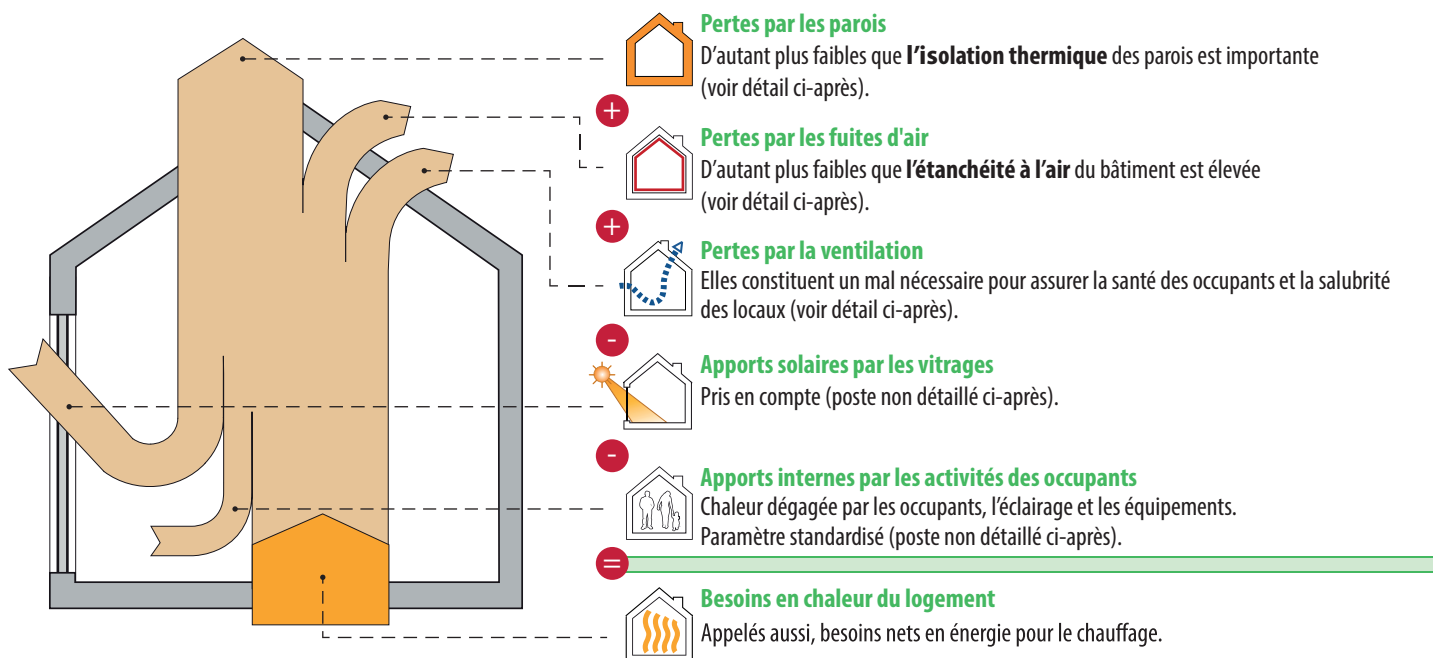 Pertes par les parois
D'autant plus faibles que l'isolation thermique des parois est importante
(voir détail ci-après).
+
Pertes par les fuites d'air
D'autant plus faibles que l'étanchéité à l'air du bâtiment est élevée
(voir détail ci-après).
+
Pertes par la ventilation
Elles constituent un mal nécessaire pour assurer la santé des occupants et la salubrité
des locaux (voir détail ci-après).
-
Apports solaires par les vitrages
Pris en compte (poste non détaillé ci-après).
-
Apports internes par les activités des occupants
Chaleur dégagée par les occupants, l'éclairage et les équipements.
Paramètre standardisé (poste non détaillé ci-après).
=
Besoins en chaleur du logement
Appelés aussi, besoins nets en énergie pour le chauffage.